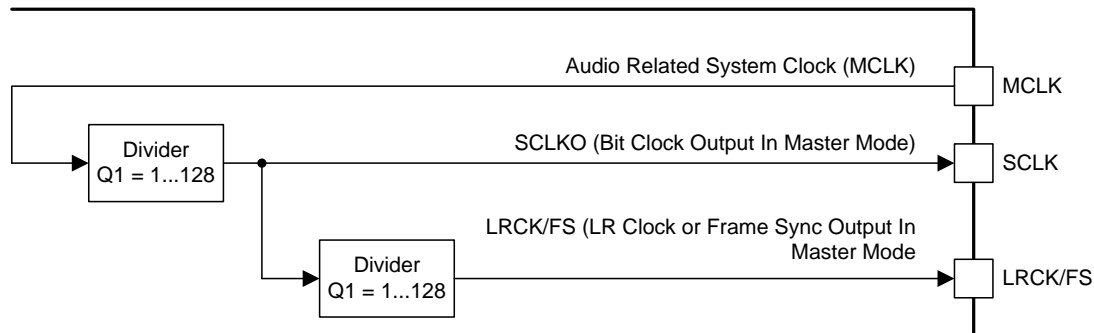 Audio Related System Clock (MCLK)
MCLK
Divider
Q1 = 1...128
SCLKO (Bit Clock Output In Master Mode)
SCLK
LRCK/FS (LR Clock or Frame Sync Output In
Master Mode
Divider
Q1 = 1...128
LRCK/FS